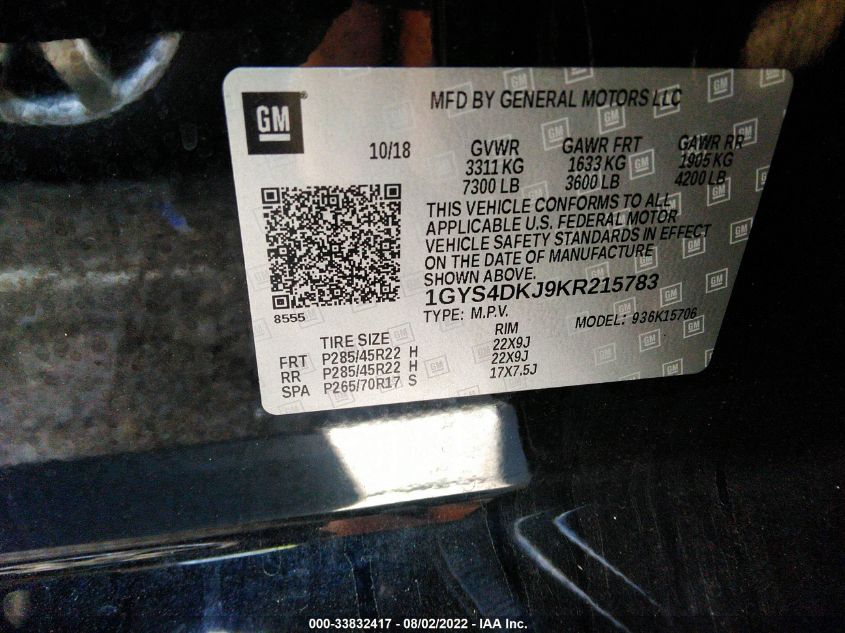 GM
MFD BY GENERAL MOTORS LLC
10/18
GVWR GAWR FRT GAWR RR
3311 KG 1633 KG 1905 KG
7300 LB 3600 LB 4200 LB
THIS VEHICLE CONFORMS TO ALL
APPLICABLE U.S. FEDERAL MOTOR
VEHICLE SAFETY STANDARDS IN EFFECT
ON THE DATE OF MANUFACTURE
SHOWN ABOVE.
1GYS4DKJ9KR215783
8555
TYPE: M.P.V. MODEL: 936K15706
TIRE SIZE RIM
FRT P285/45R22 H 22X9J
RR P285/45R22 H 22X9J
SPA P265/70R17 S 17X7.5J
000-33832417 - 08/02/2022 - IAA Inc.